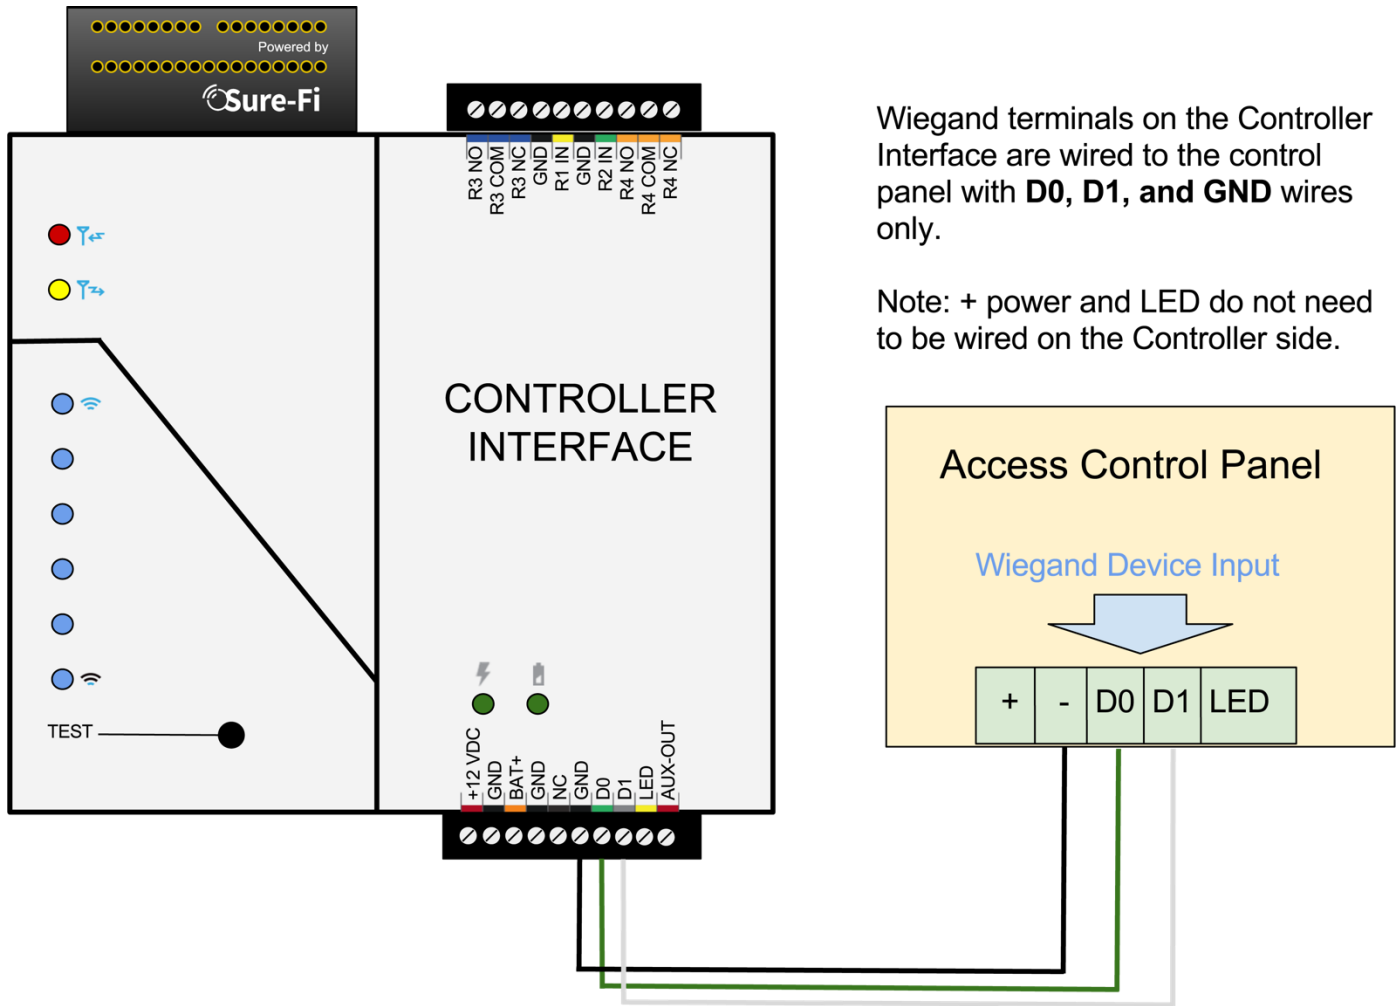 Powered by
Sure-Fi
R3 NO
R3 COM
R3 NC
GND
R1 IN
GND
R2 IN
R4 NO
R4 COM
R4 NC
Wiegand terminals on the Controller
Interface are wired to the control
panel with D0, D1, and GND wires
only.
Note: + power and LED do not need
to be wired on the Controller side.
CONTROLLER
INTERFACE
Access Control Panel
Wiegand Device Input
+ - D0 D1 LED
TEST
+12 VDC
GND
BAT+
GND
NC
GND
D0
D1
LED
AUX-OUT